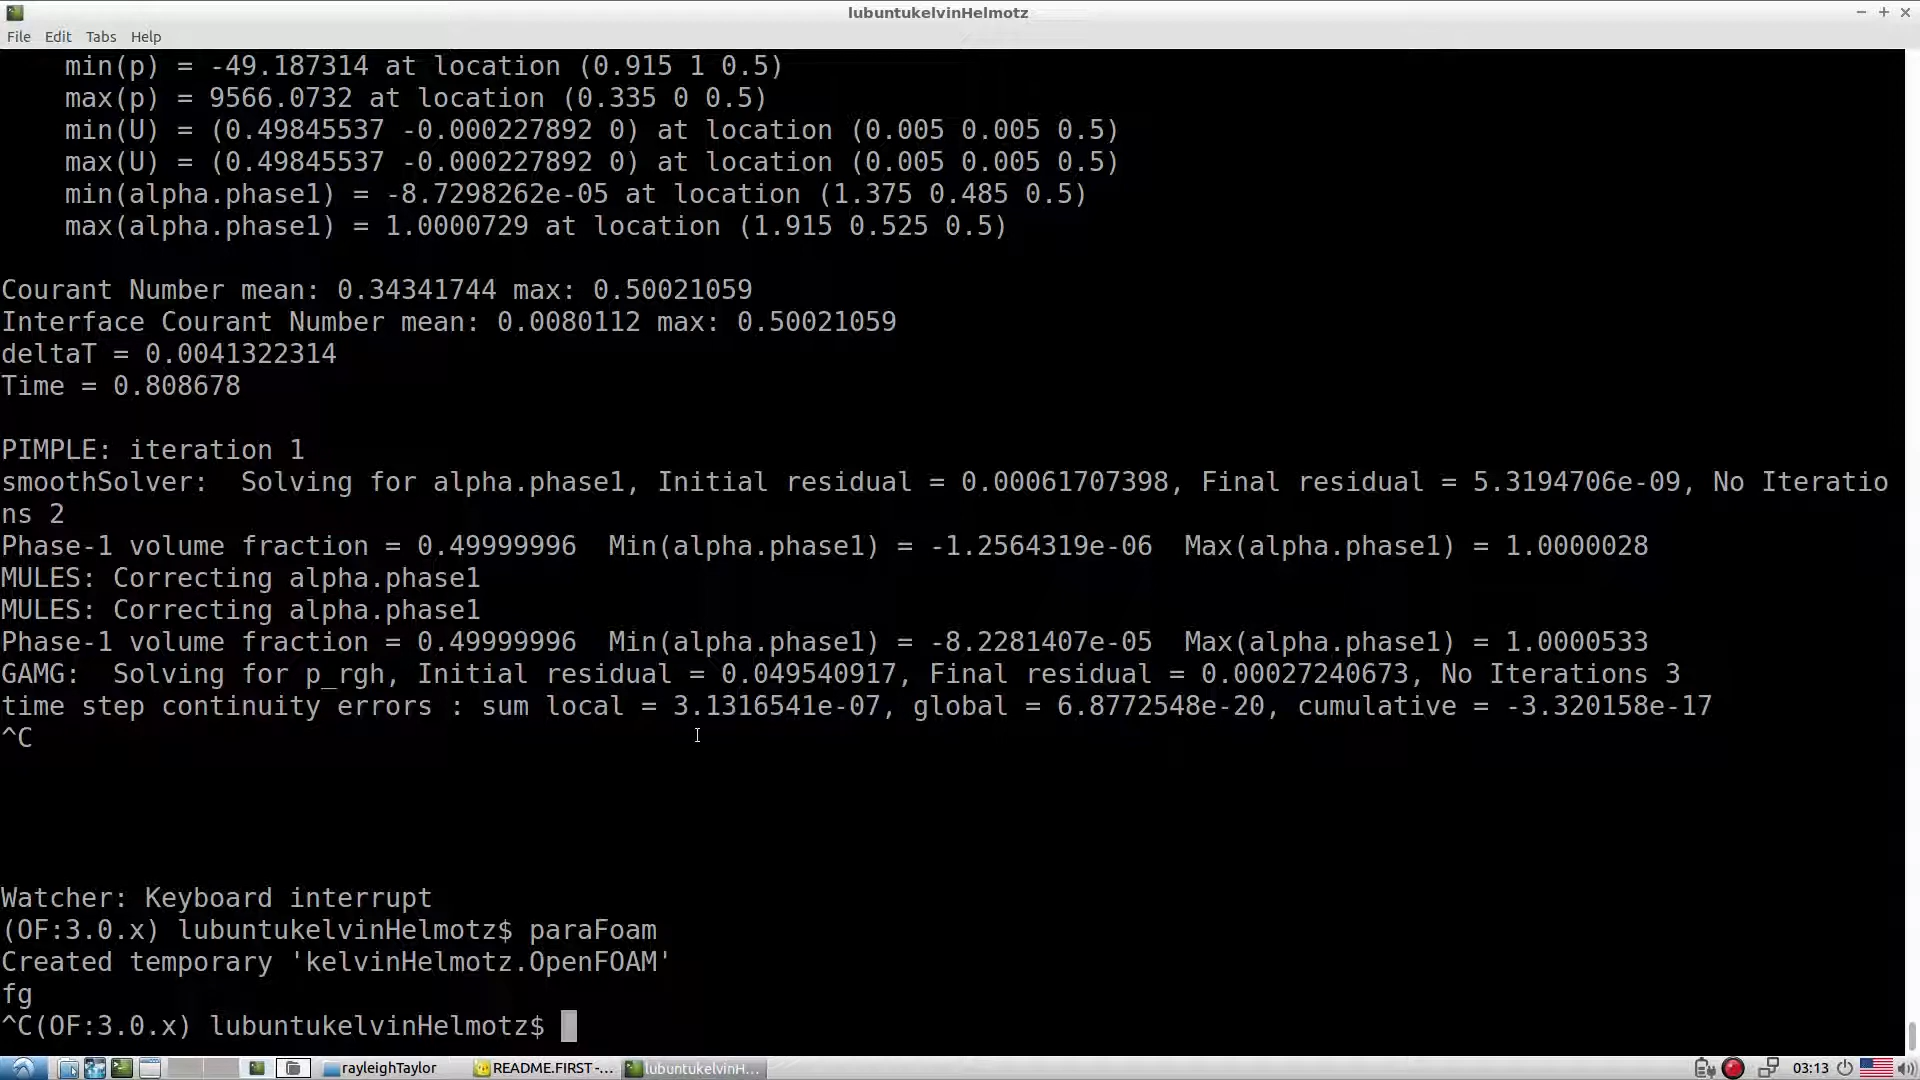 lubuntukelvinHelmotz
File Edit Tabs Help
min(p) = -49.187314 at location (0.915 1 0.5)
max(p) = 9566.0732 at location (0.335 0 0.5)
min(U) = (0.49845537 -0.000227892 0) at location (0.005 0.005 0.5)
max(U) = (0.49845537 -0.000227892 0) at location (0.005 0.005 0.5)
min(alpha.phase1) = -8.7298262e-05 at location (1.375 0.485 0.5)
max(alpha.phase1) = 1.0000729 at location (1.915 0.525 0.5)
Courant Number mean: 0.34341744 max: 0.50021059
Interface Courant Number mean: 0.0080112 max: 0.50021059
deltaT = 0.0041322314
Time = 0.808678
PIMPLE: iteration 1
smoothSolver:  Solving for alpha.phase1, Initial residual = 0.00061707398, Final residual = 5.3194706e-09, No Iteratio
ns 2
Phase-1 volume fraction = 0.49999996  Min(alpha.phase1) = -1.2564319e-06  Max(alpha.phase1) = 1.0000028
MULES: Correcting alpha.phase1
MULES: Correcting alpha.phase1
Phase-1 volume fraction = 0.49999996  Min(alpha.phase1) = -8.2281407e-05  Max(alpha.phase1) = 1.0000533
GAMG:  Solving for p_rgh, Initial residual = 0.049540917, Final residual = 0.00027240673, No Iterations 3
time step continuity errors : sum local = 3.1316541e-07, global = 6.8772548e-20, cumulative = -3.320158e-17
^C
Watcher: Keyboard interrupt
(OF:3.0.x) lubuntukelvinHelmotz$ paraFoam
Created temporary 'kelvinHelmotz.OpenFOAM'
fg
^C(OF:3.0.x) lubuntukelvinHelmotz$
rayleighTaylor README.FIRST -... lubuntukelvinH... 03:13